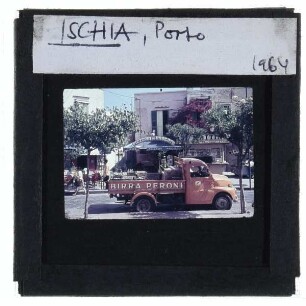 ISCHIA, Porto
1964
BIRRA PERONI